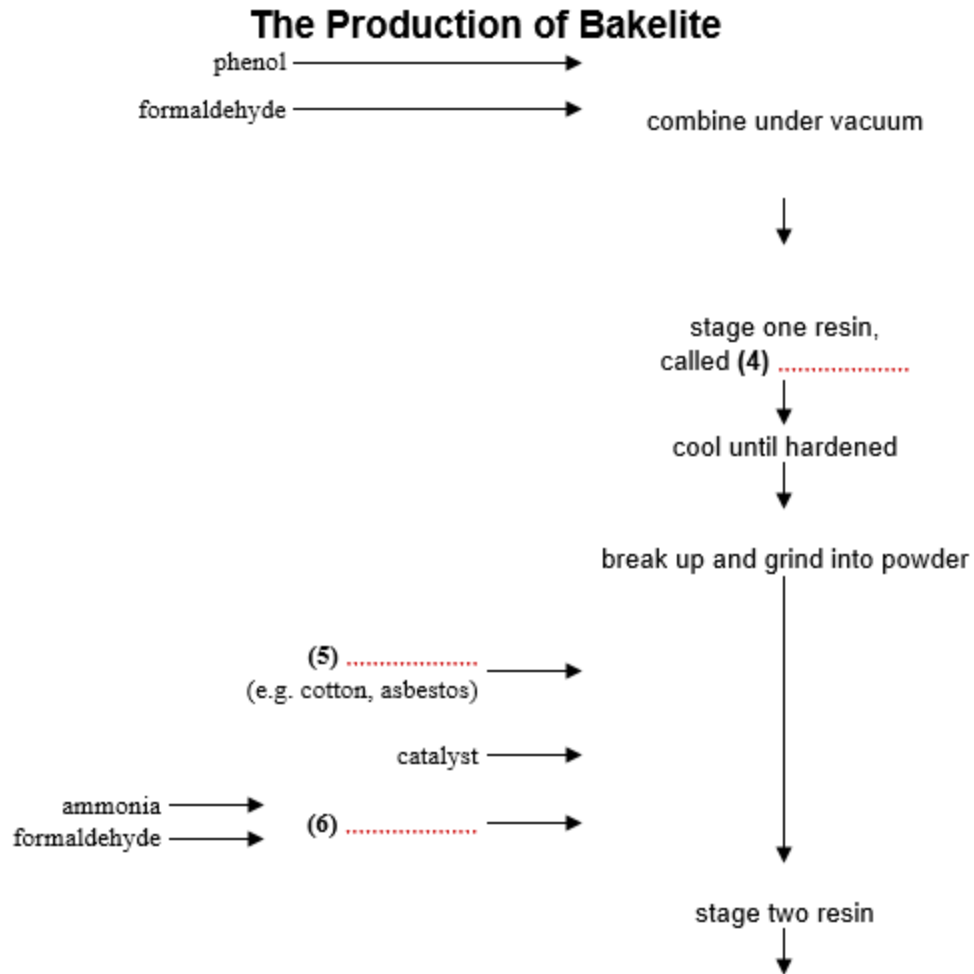 The Production of Bakelite
phenol
formaldehyde
combine under vacuum
stage one resin,
called (4) ........................
cool until hardened
break up and grind into powder
(5) ........................
(e.g. cotton, asbestos)
catalyst
ammonia
formaldehyde
(6) ........................
stage two resin